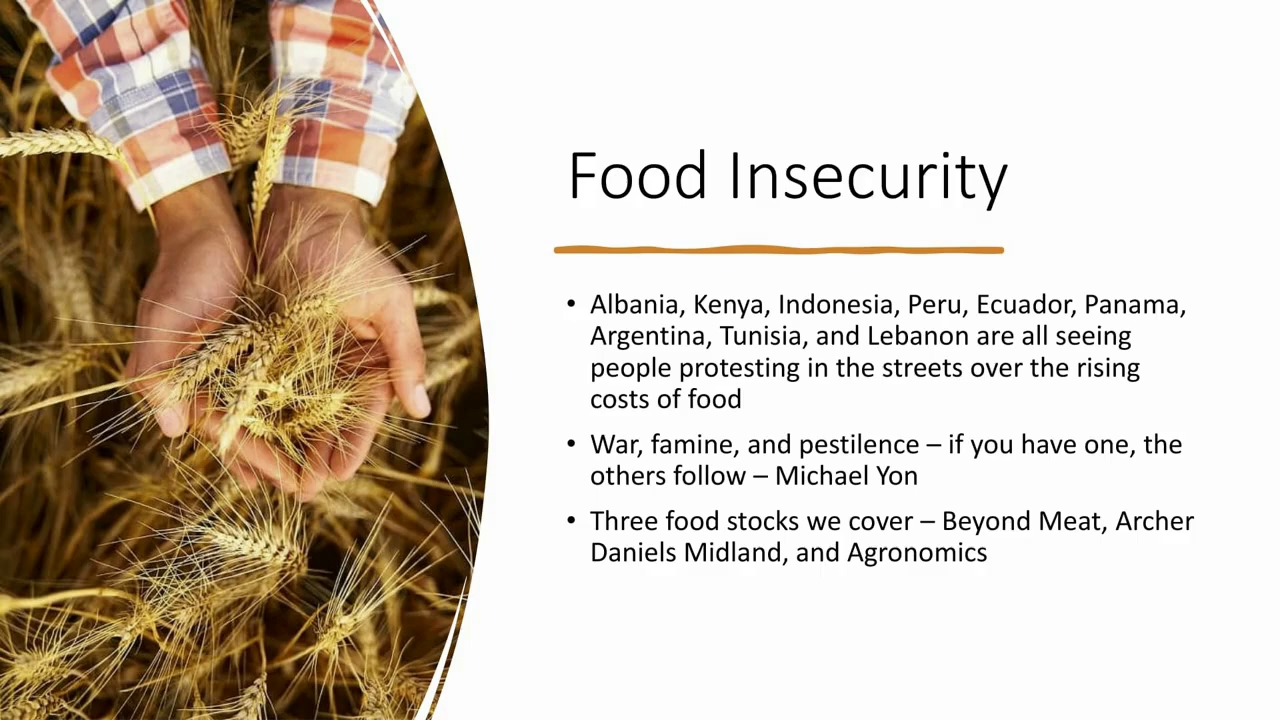 Food Insecurity
• Albania, Kenya, Indonesia, Peru, Ecuador, Panama,
Argentina, Tunisia, and Lebanon are all seeing
people protesting in the streets over the rising
costs of food
• War, famine, and pestilence – if you have one, the
others follow – Michael Yon
• Three food stocks we cover – Beyond Meat, Archer
Daniels Midland, and Agronomics